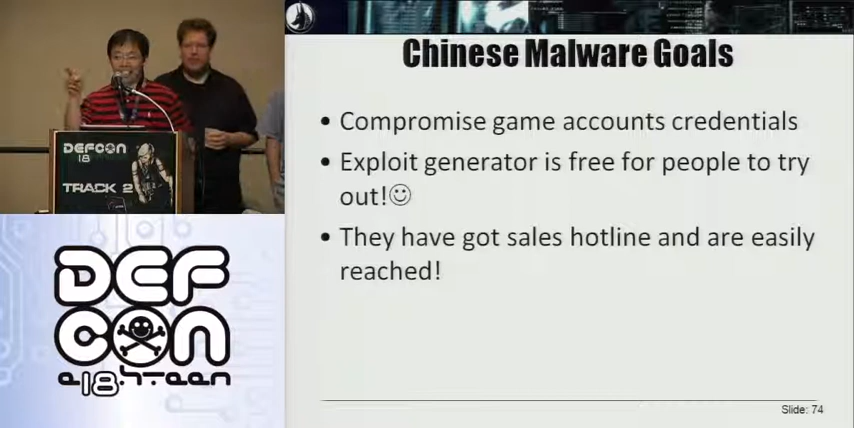 Chinese Malware Goals
• Compromise game accounts credentials
• Exploit generator is free for people to try
out!☺
• They have got sales hotline and are easily
reached!
Slide: 74
DEFCON
18
TRACK 2
DEF
CON